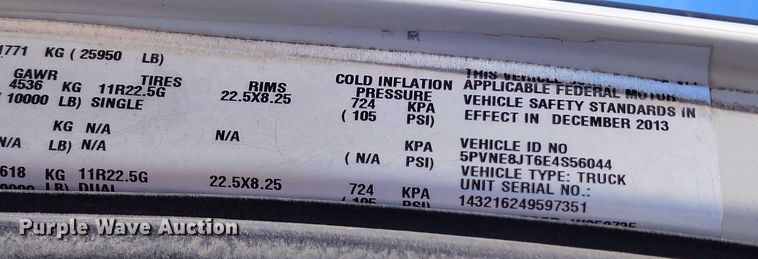 1771 KG ( 25950 LB)
GAWR TIRES RIMS COLD INFLATION PRESSURE
4536 KG 11R22.5G 22.5X8.25 724 KPA
( 10000 LB) SINGLE ( 105 PSI)
KG N/A N/A KPA
LB) N/A ( N/A PSI)
618 KG 11R22.5G 22.5X8.25 724 KPA
LB) DUAL ( 105 PSI)
THIS VEHICLE
APPLICABLE FEDERAL MOTOR
VEHICLE SAFETY STANDARDS IN
EFFECT IN DECEMBER 2013
VEHICLE ID NO
5PVNE8JT6E4S56044
VEHICLE TYPE: TRUCK
UNIT SERIAL NO:
143216249597351
Purple Wave Auction